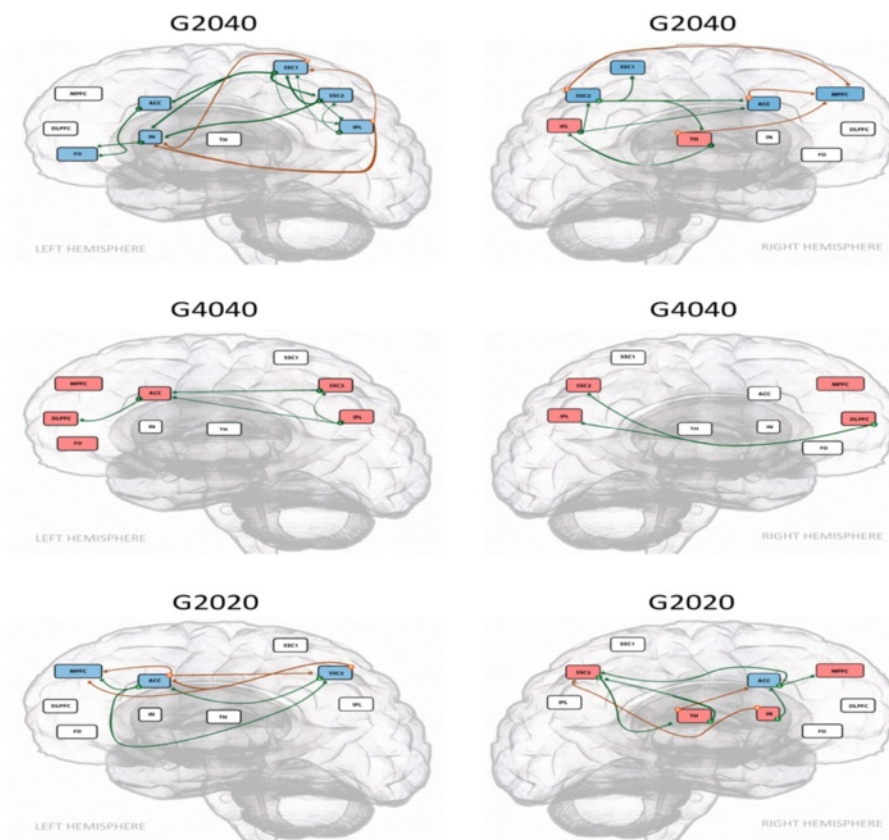 G2040
G2040
SSC1
SSC2
MPFC
ACC
DLPFC
IN
TH
IPL
FO
LEFT HEMISPHERE
SSC1
SSC2
MPFC
ACC
IPL
TH
IN
DLPFC
FO
RIGHT HEMISPHERE
G4040
G4040
SSC1
MPFC
ACC
SSC2
DLPFC
IPL
IN
TH
FO
LEFT HEMISPHERE
SSC1
SSC2
MPFC
ACC
IPL
DLPFC
TH
IN
FO
RIGHT HEMISPHERE
G2020
G2020
SSC1
MPFC
SSC2
ACC
DLPFC
IPL
IN
TH
FO
LEFT HEMISPHERE
SSC1
SSC2
MPFC
ACC
IPL
DLPFC
TH
IN
FO
RIGHT HEMISPHERE